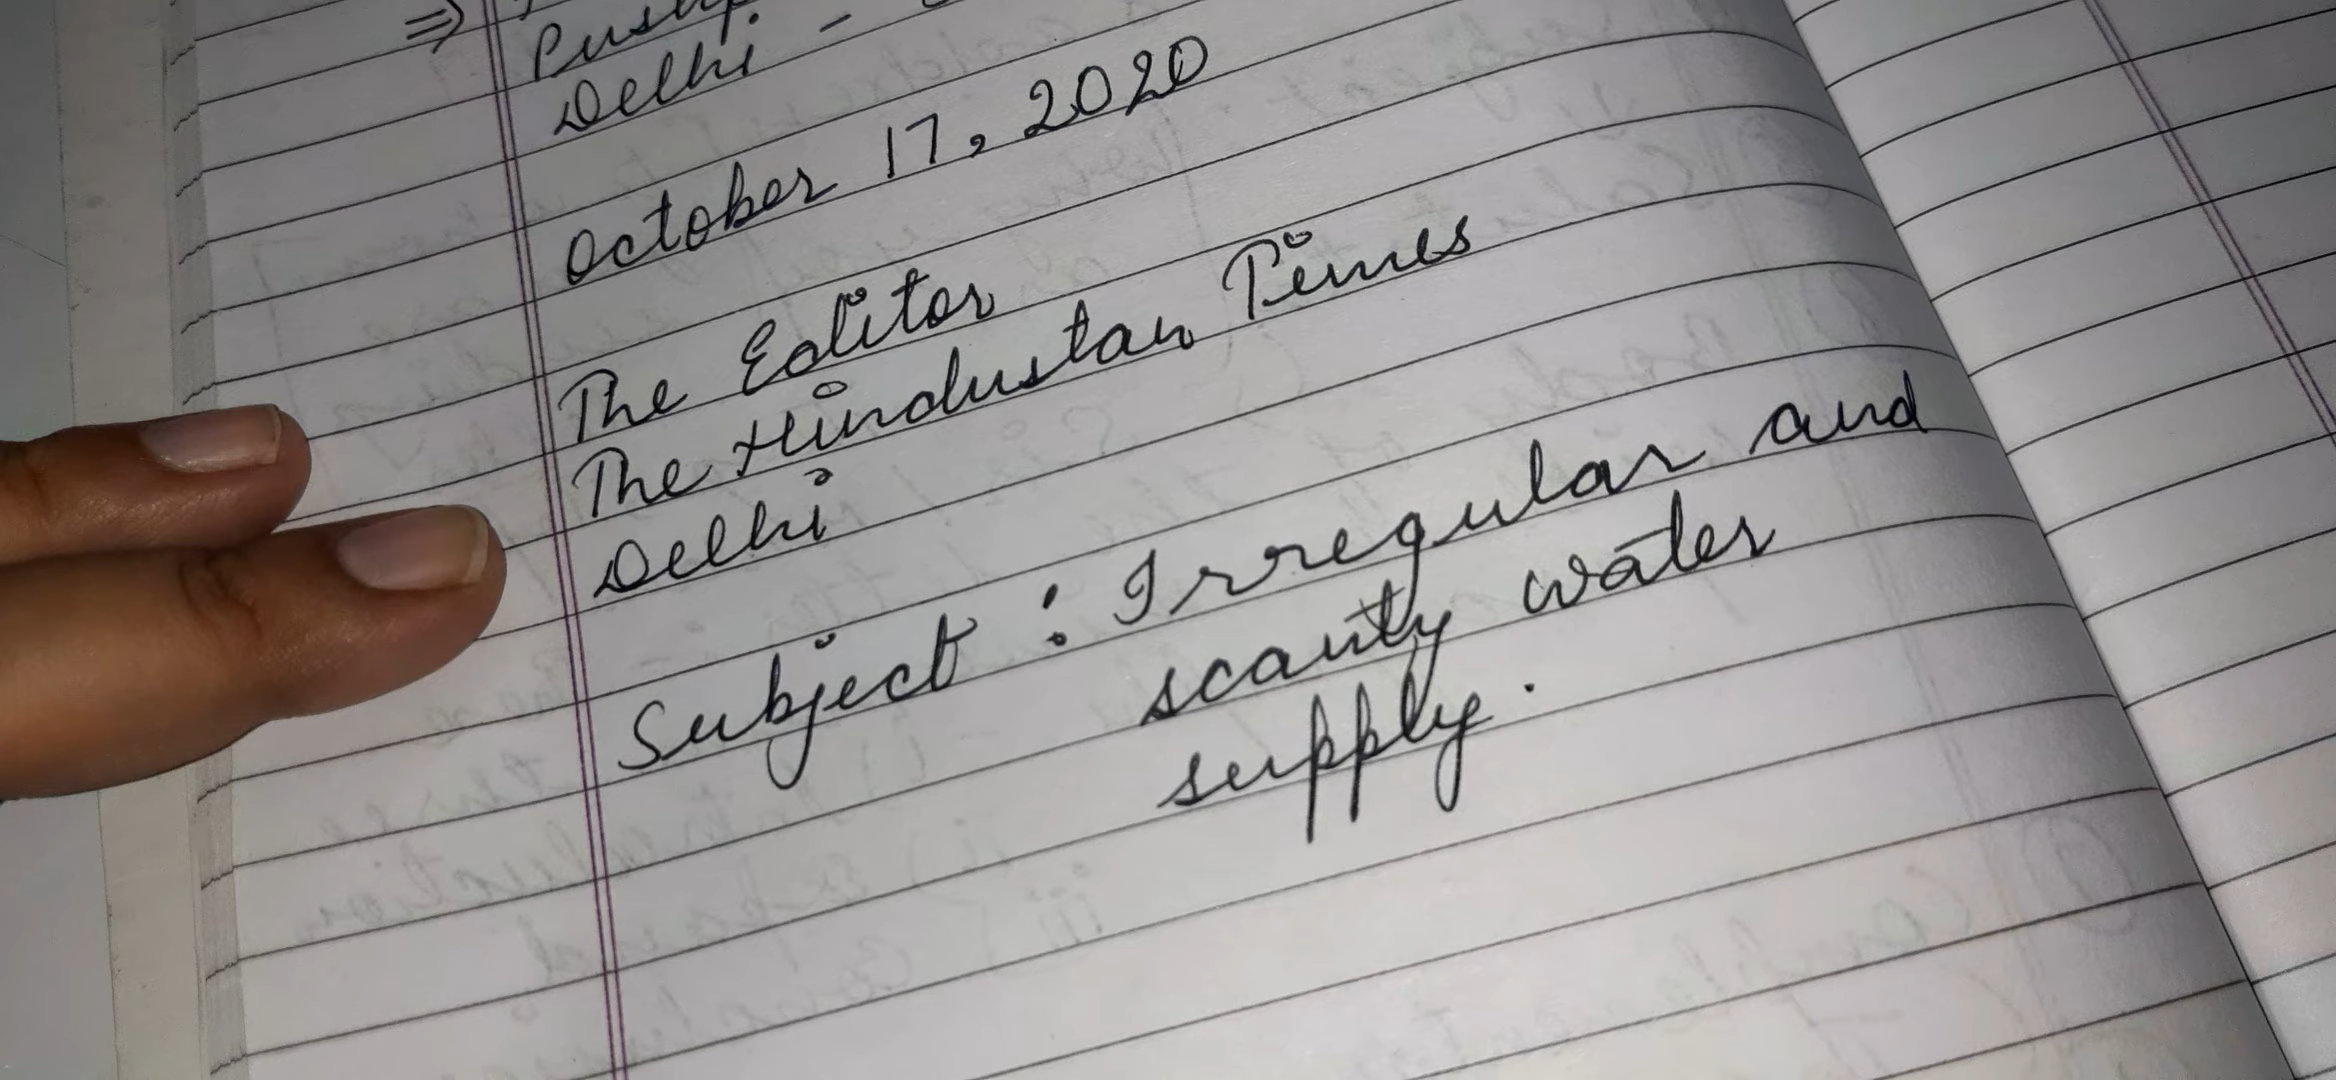 ⇒
Delhi -
October 17, 2020
The Editor
The Hindustan Times
Delhi
Subject : Irregular and
scanty water
supply.